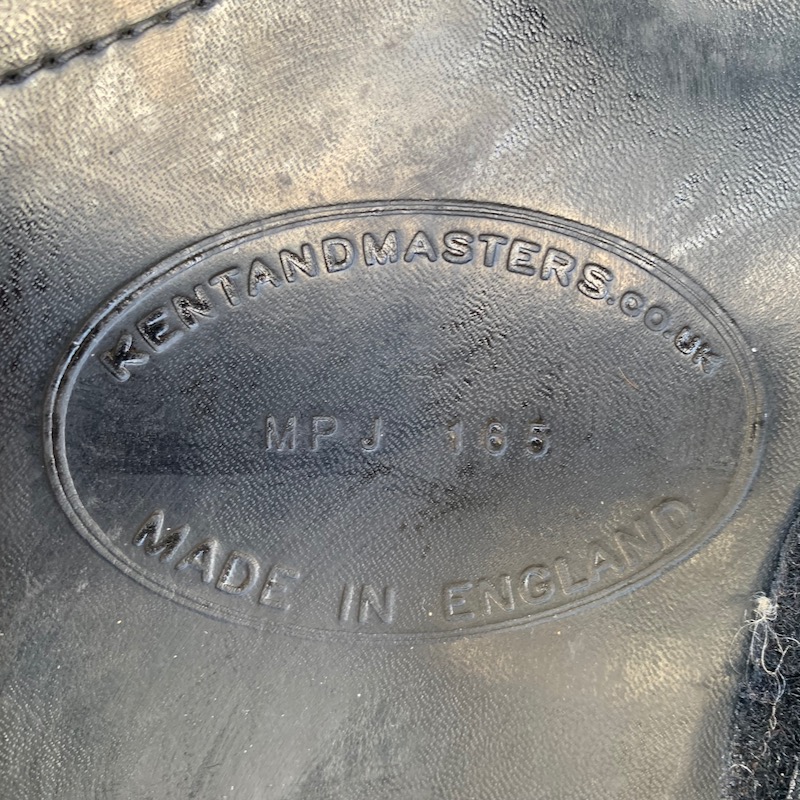 KENTANDMASTERS.CO.UK
MPJ 165
MADE IN ENGLAND